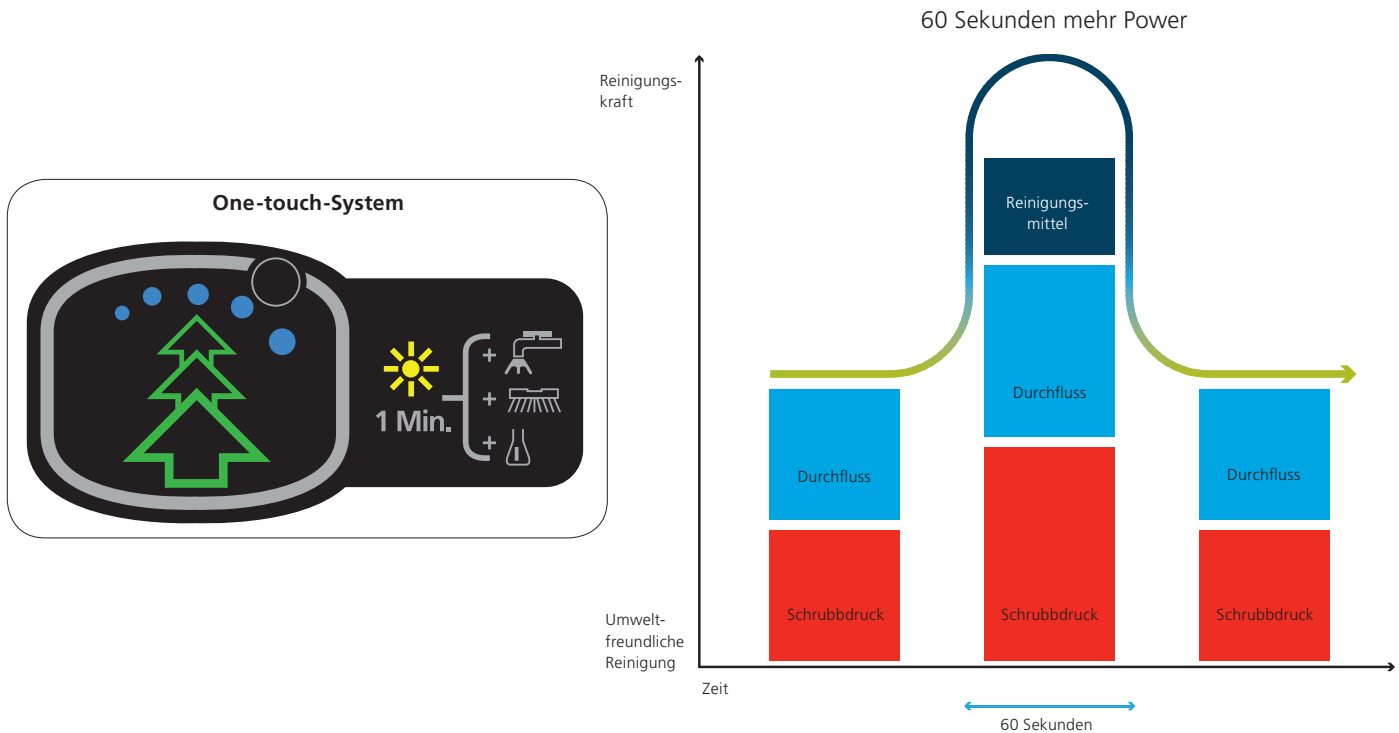 60 Sekunden mehr Power
Reinigungs-
kraft
One-touch-System
1 Min.
Reinigungs-
mittel
Durchfluss
Durchfluss
Durchfluss
Schrubbdruck
Schrubbdruck
Schrubbdruck
Umwelt-
freundliche
Reinigung
Zeit
60 Sekunden